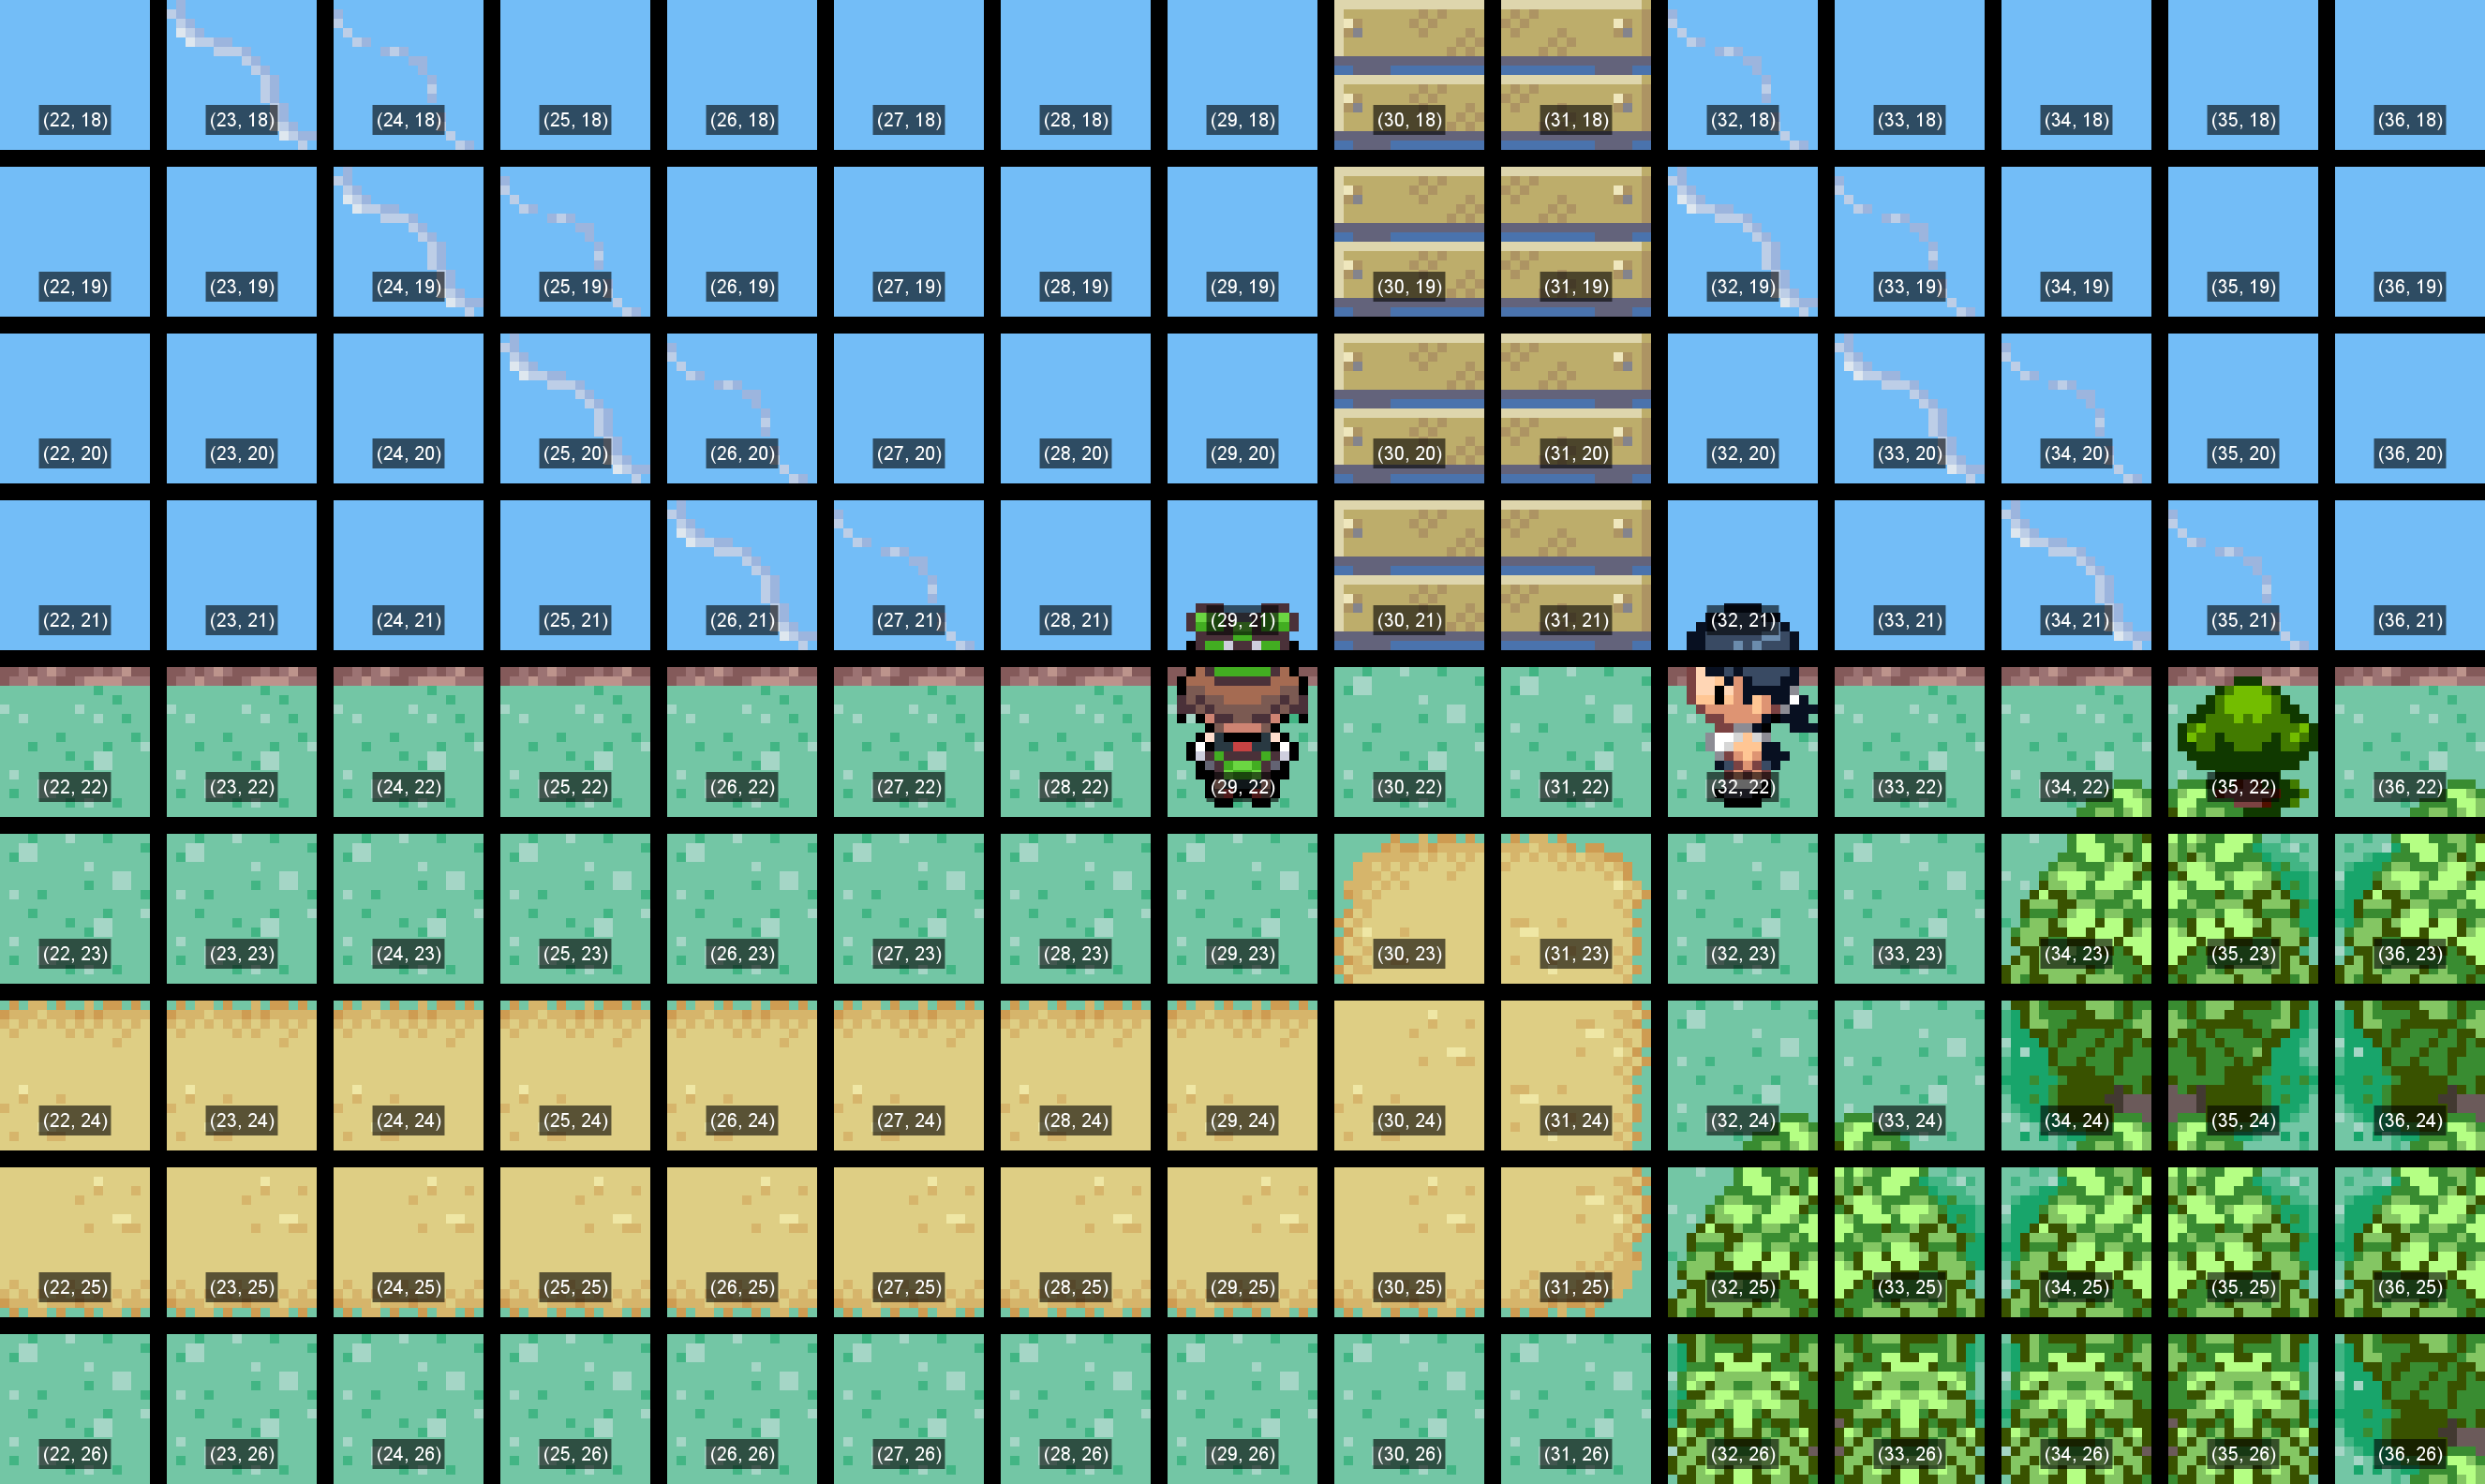 (22, 18) (23, 18) (24, 18) (25, 18) (26, 18) (27, 18) (28, 18) (29, 18) (30, 18) (31, 18) (32, 18) (33, 18) (34, 18) (35, 18) (36, 18)
(22, 19) (23, 19) (24, 19) (25, 19) (26, 19) (27, 19) (28, 19) (29, 19) (30, 19) (31, 19) (32, 19) (33, 19) (34, 19) (35, 19) (36, 19)
(22, 20) (23, 20) (24, 20) (25, 20) (26, 20) (27, 20) (28, 20) (29, 20) (30, 20) (31, 20) (32, 20) (33, 20) (34, 20) (35, 20) (36, 20)
(22, 21) (23, 21) (24, 21) (25, 21) (26, 21) (27, 21) (28, 21) (29, 21) (30, 21) (31, 21) (32, 21) (33, 21) (34, 21) (35, 21) (36, 21)
(22, 22) (23, 22) (24, 22) (25, 22) (26, 22) (27, 22) (28, 22) (29, 22) (30, 22) (31, 22) (32, 22) (33, 22) (34, 22) (35, 22) (36, 22)
(22, 23) (23, 23) (24, 23) (25, 23) (26, 23) (27, 23) (28, 23) (29, 23) (30, 23) (31, 23) (32, 23) (33, 23) (34, 23) (35, 23) (36, 23)
(22, 24) (23, 24) (24, 24) (25, 24) (26, 24) (27, 24) (28, 24) (29, 24) (30, 24) (31, 24) (32, 24) (33, 24) (34, 24) (35, 24) (36, 24)
(22, 25) (23, 25) (24, 25) (25, 25) (26, 25) (27, 25) (28, 25) (29, 25) (30, 25) (31, 25) (32, 25) (33, 25) (34, 25) (35, 25) (36, 25)
(22, 26) (23, 26) (24, 26) (25, 26) (26, 26) (27, 26) (28, 26) (29, 26) (30, 26) (31, 26) (32, 26) (33, 26) (34, 26) (35, 26) (36, 26)